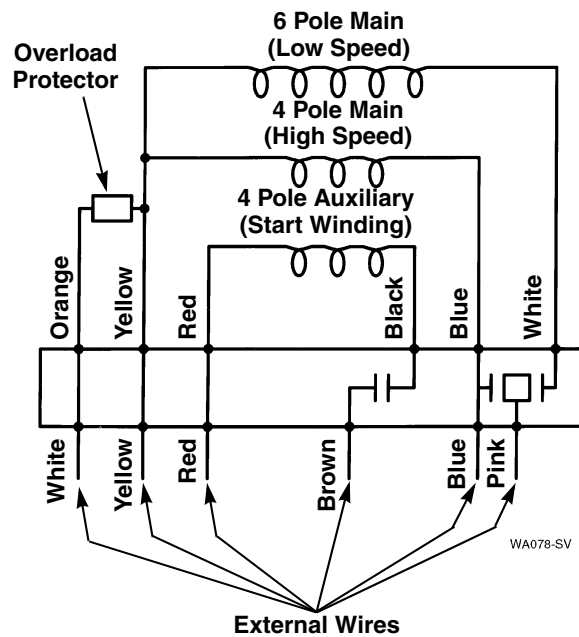 6 Pole Main
(Low Speed)
Overload
Protector
4 Pole Main
(High Speed)
4 Pole Auxiliary
(Start Winding)
Orange
Yellow
Red
Black
Blue
White
White
Yellow
Red
Brown
Blue
Pink
WA078-SV
External Wires